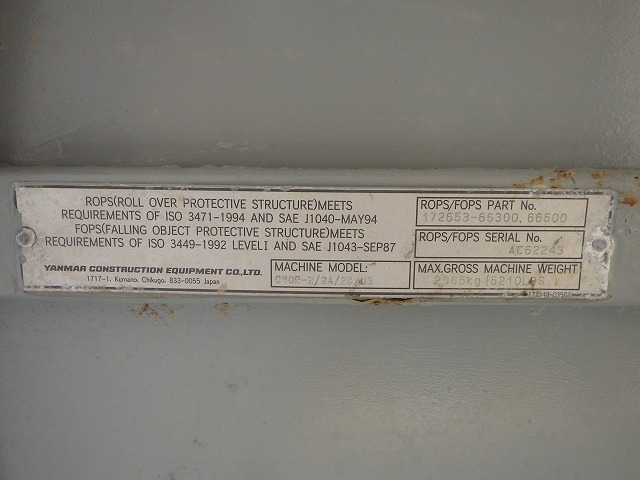 ROPS(ROLL OVER PROTECTIVE STRUCTURE)MEETS
REQUIREMENTS OF ISO 3471-1994 AND SAE J1040-MAY94
FOPS(FALLING OBJECT PROTECTIVE STRUCTURE)MEETS
REQUIREMENTS OF ISO 3449-1992 LEVELI AND SAE J1043-SEP87
YANMAR CONSTRUCTION EQUIPMENT CO.,LTD.
1717-1, Kumano, Chikugo, 833-0055 Japan
MACHINE MODEL:
ROPS/FOPS PART No.
172653-66300, 66500
ROPS/FOPS SERIAL No.
AC62243
MAX.GROSS MACHINE WEIGHT
2365kg(5210LBS.)